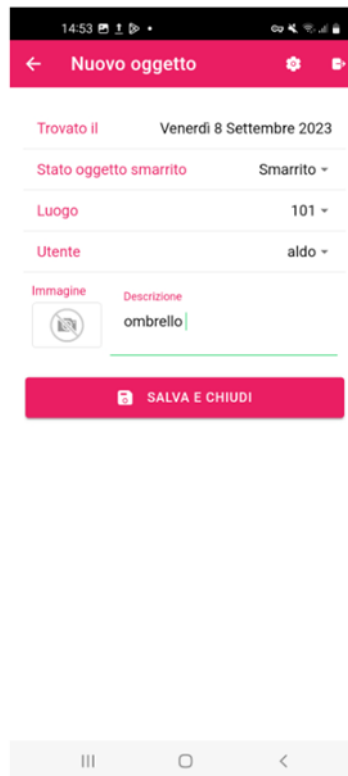 14:53
Nuovo oggetto
Trovato il Venerdì 8 Settembre 2023
Stato oggetto smarrito Smarrito
Luogo 101
Utente aldo
Immagine Descrizione
ombrello
SALVA E CHIUDI